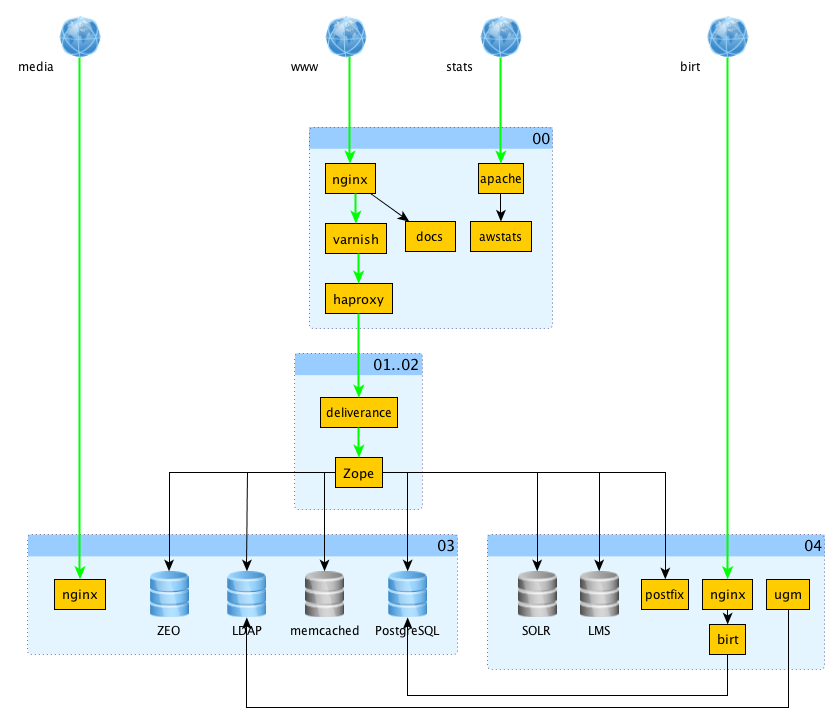 media
www
stats
birt
00
nginx
apache
varnish
docs
awstats
haproxy
01..02
deliverance
Zope
03
04
nginx
postfix
nginx
ugm
ZEO
LDAP
memcached
PostgreSQL
SOLR
LMS
birt